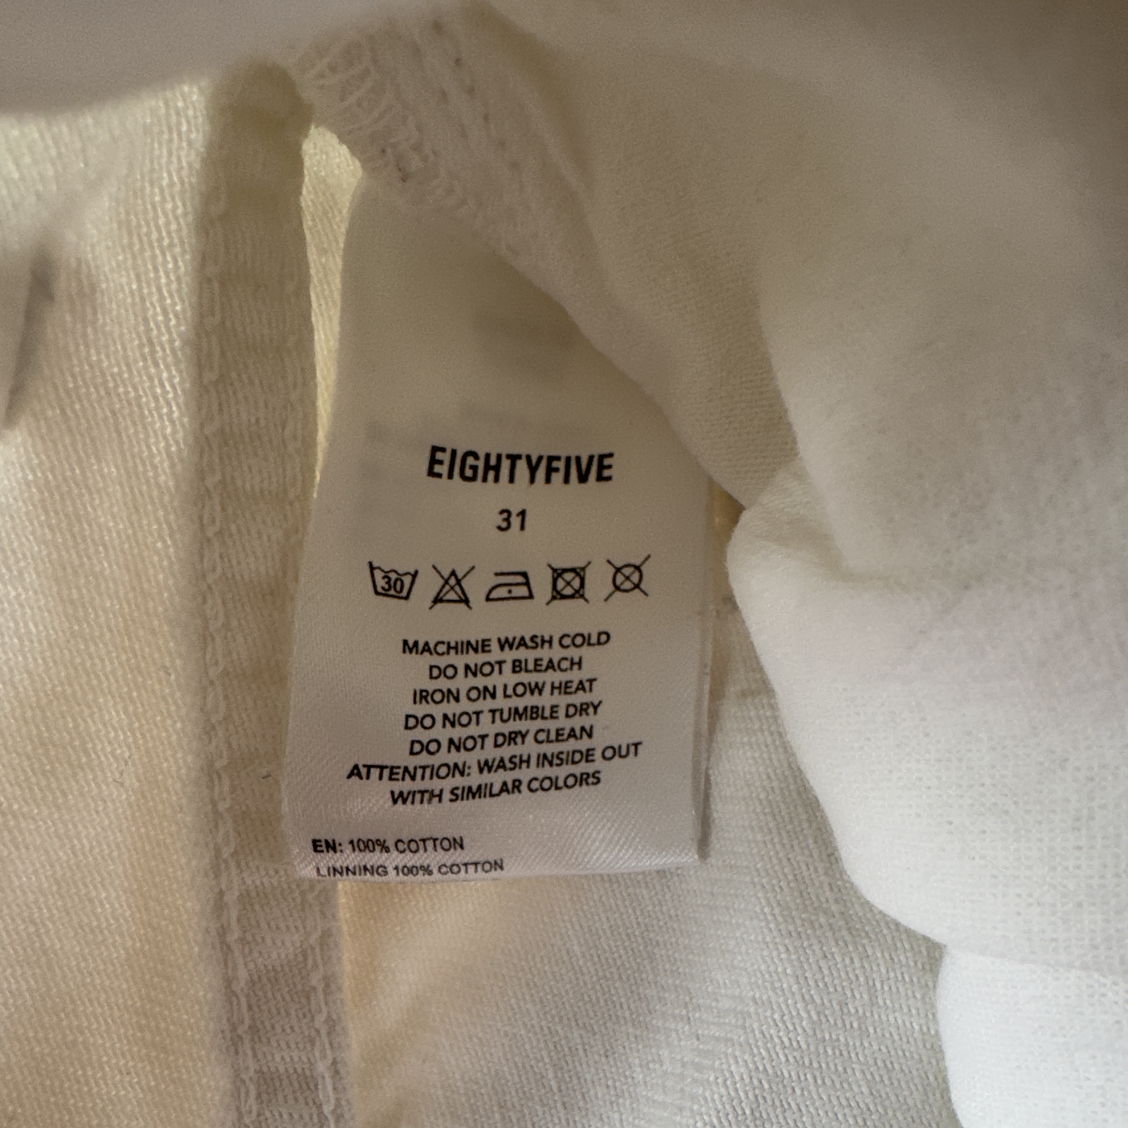 EIGHTYFIVE
31
30
MACHINE WASH COLD
DO NOT BLEACH
IRON ON LOW HEAT
DO NOT TUMBLE DRY
DO NOT DRY CLEAN
ATTENTION: WASH INSIDE OUT
WITH SIMILAR COLORS
EN: 100% COTTON
LINNING 100% COTTON